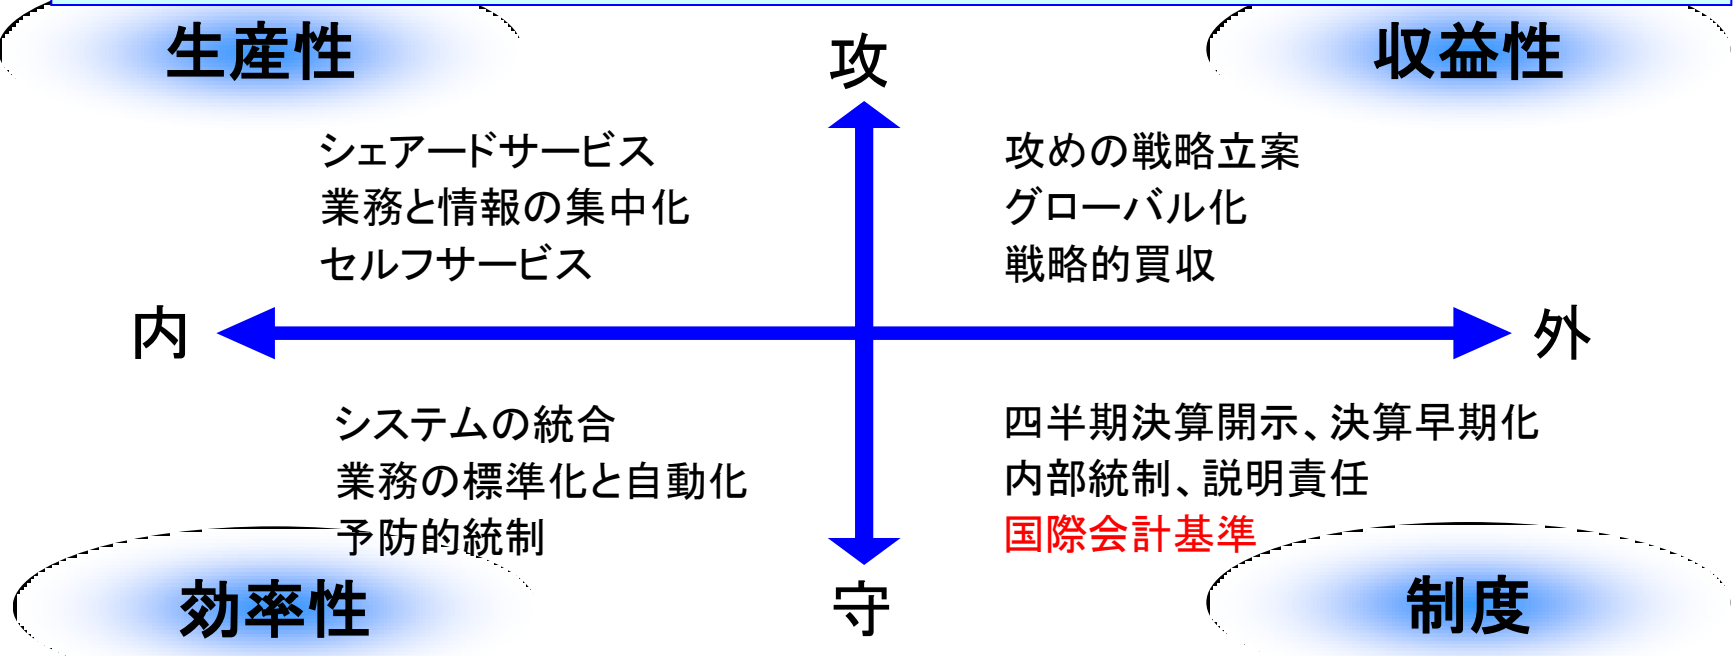 生産性
攻
収益性
シェアードサービス
業務と情報の集中化
セルフサービス
攻めの戦略立案
グローバル化
戦略的買収
内
外
システムの統合
業務の標準化と自動化
予防的統制
四半期決算開示、決算早期化
内部統制、説明責任
国際会計基準
効率性
守
制度